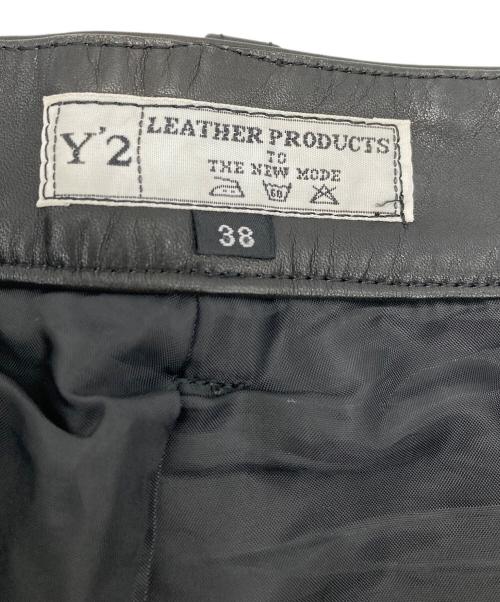 Y'2
LEATHER PRODUCTS
TO
THE NEW MODE
60
38